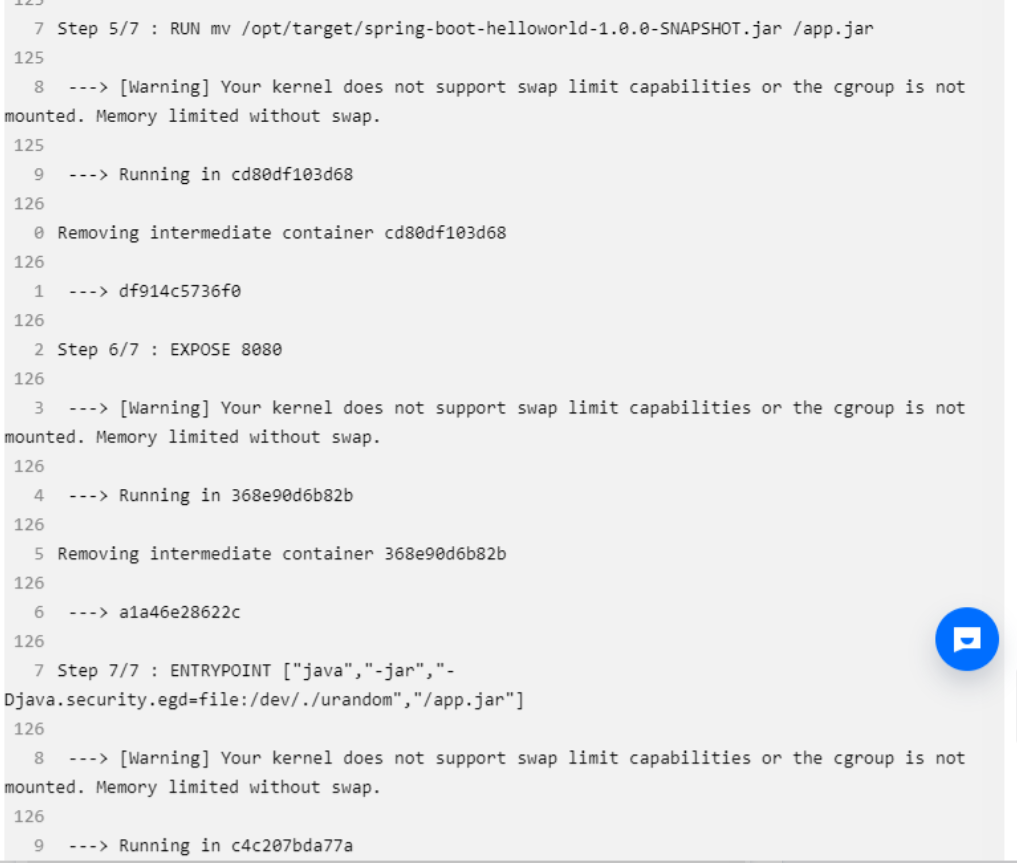 125
7 Step 5/7 : RUN mv /opt/target/spring-boot-helloworld-1.0.0-SNAPSHOT.jar /app.jar
125
8 ---> [Warning] Your kernel does not support swap limit capabilities or the cgroup is not
mounted. Memory limited without swap.
125
9 ---> Running in cd80df103d68
126
0 Removing intermediate container cd80df103d68
126
1 ---> df914c5736f0
126
2 Step 6/7 : EXPOSE 8080
126
3 ---> [Warning] Your kernel does not support swap limit capabilities or the cgroup is not
mounted. Memory limited without swap.
126
4 ---> Running in 368e90d6b82b
126
5 Removing intermediate container 368e90d6b82b
126
6 ---> a1a46e28622c
126
7 Step 7/7 : ENTRYPOINT ["java","-jar","-
Djava.security.egd=file:/dev/./urandom","/app.jar"]
126
8 ---> [Warning] Your kernel does not support swap limit capabilities or the cgroup is not
mounted. Memory limited without swap.
126
9 ---> Running in c4c207bda77a